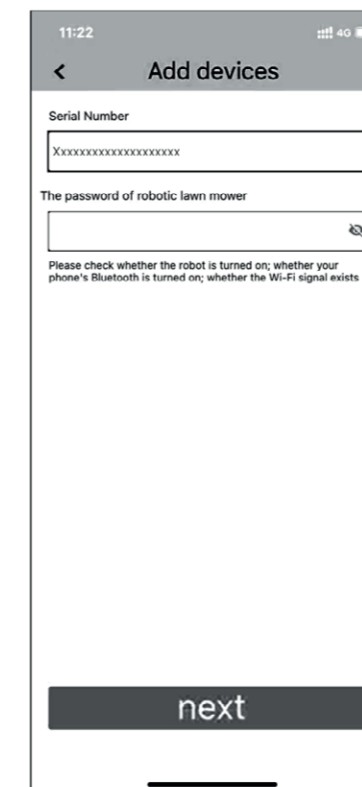 11:22
4G
Add devices
Serial Number
Xxxxxxxxxxxxxxxxxxxx
The password of robotic lawn mower
Please check whether the robot is turned on; whether your
phone's Bluetooth is turned on; whether the Wi-Fi signal exists
next